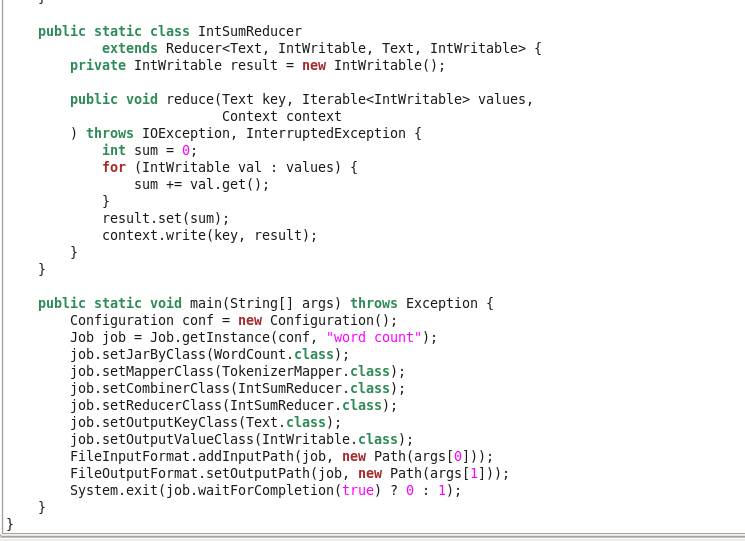 }
    public static class IntSumReducer
            extends Reducer<Text, IntWritable, Text, IntWritable> {
        private IntWritable result = new IntWritable();

        public void reduce(Text key, Iterable<IntWritable> values,
                           Context context
        ) throws IOException, InterruptedException {
            int sum = 0;
            for (IntWritable val : values) {
                sum += val.get();
            }
            result.set(sum);
            context.write(key, result);
        }
    }

    public static void main(String[] args) throws Exception {
        Configuration conf = new Configuration();
        Job job = Job.getInstance(conf, "word count");
        job.setJarByClass(WordCount.class);
        job.setMapperClass(TokenizerMapper.class);
        job.setCombinerClass(IntSumReducer.class);
        job.setReducerClass(IntSumReducer.class);
        job.setOutputKeyClass(Text.class);
        job.setOutputValueClass(IntWritable.class);
        FileInputFormat.addInputPath(job, new Path(args[0]));
        FileOutputFormat.setOutputPath(job, new Path(args[1]));
        System.exit(job.waitForCompletion(true) ? 0 : 1);
    }
}